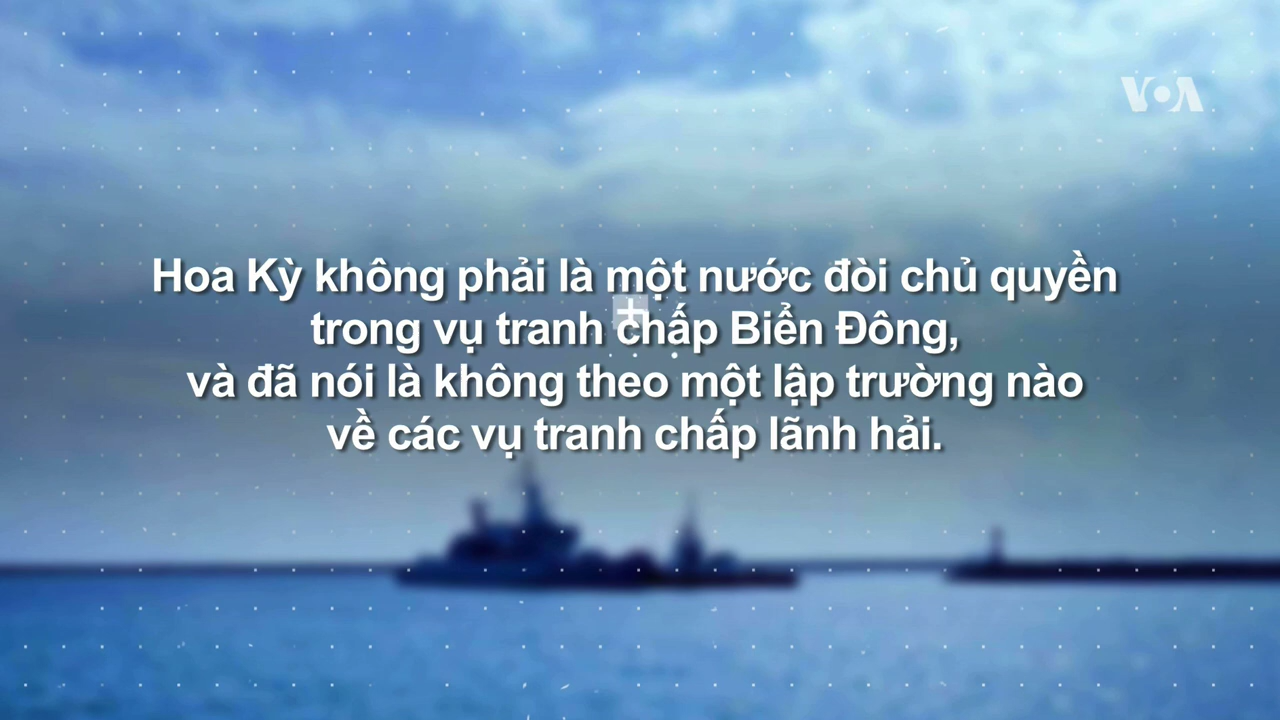 VOA
Hoa Kỳ không phải là một nước đòi chủ quyền
trong vụ tranh chấp Biển Đông,
và đã nói là không theo một lập trường nào
về các vụ tranh chấp lãnh hải.